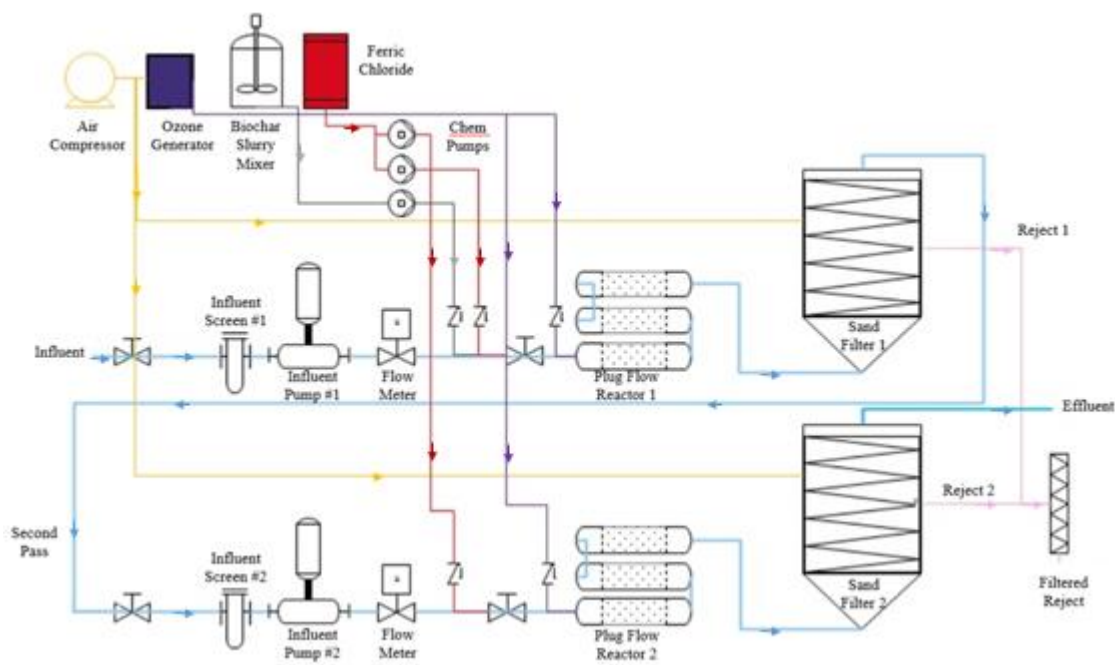 Ferric
Chloride
Air
Compressor
Ozone
Generator
Biochar
Slurry
Mixer
Chem
Pumps
Reject 1
Influent
Screen #1
Influent
Influent
Pump #1
Flow
Meter
Plug Flow
Reactor 1
Sand
Filter 1
Effluent
Reject 2
Second
Pass
Influent
Screen #2
Influent
Pump #2
Flow
Meter
Plug Flow
Reactor 2
Sand
Filter 2
Filtered
Reject